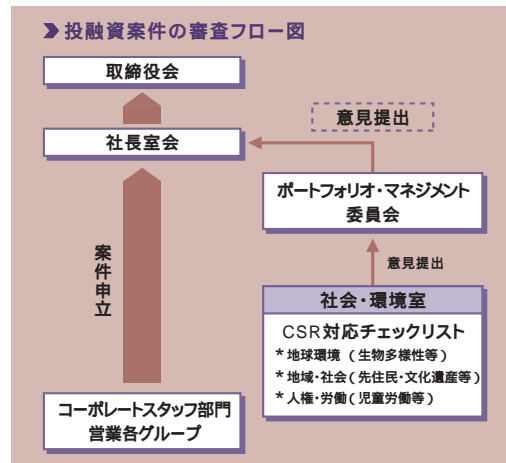 投融資案件の審査フロー図
取締役会
社長室会
意見提出
ポートフォリオ・マネジメント
委員会
案件申立
意見提出
社会・環境室
CSR対応チェックリスト
*地球環境（生物多様性等）
*地域・社会（先住民・文化遺産等）
*人権・労働（児童労働等）
コーポレートスタッフ部門
営業各グループ